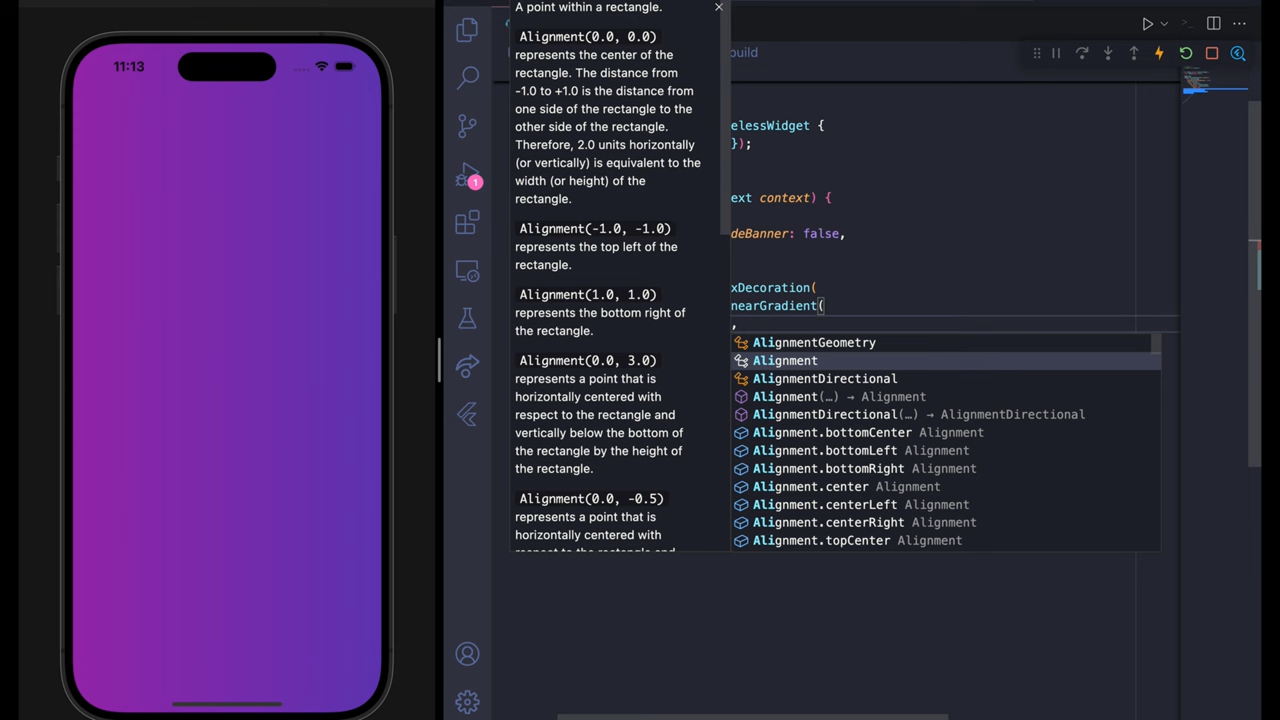 11:13
1
A point within a rectangle.
Alignment(0.0, 0.0)
represents the center of the
rectangle. The distance from
-1.0 to +1.0 is the distance from
one side of the rectangle to the
other side of the rectangle.
Therefore, 2.0 units horizontally
(or vertically) is equivalent to the
width (or height) of the
rectangle.
Alignment(-1.0, -1.0)
represents the top left of the
rectangle.
Alignment(1.0, 1.0)
represents the bottom right of
the rectangle.
Alignment(0.0, 3.0)
represents a point that is
horizontally centered with
respect to the rectangle and
vertically below the bottom of
the rectangle by the height of
the rectangle.
Alignment(0.0, -0.5)
represents a point that is
horizontally centered with
respect to the rectangle and
build
elessWidget {
});
ext context) {
deBanner: false,
xDecoration(
nearGradient(
,
AlignmentGeometry
Alignment
AlignmentDirectional
Alignment(…) → Alignment
AlignmentDirectional(…) → AlignmentDirectional
Alignment.bottomCenter Alignment
Alignment.bottomLeft Alignment
Alignment.bottomRight Alignment
Alignment.center Alignment
Alignment.centerLeft Alignment
Alignment.centerRight Alignment
Alignment.topCenter Alignment